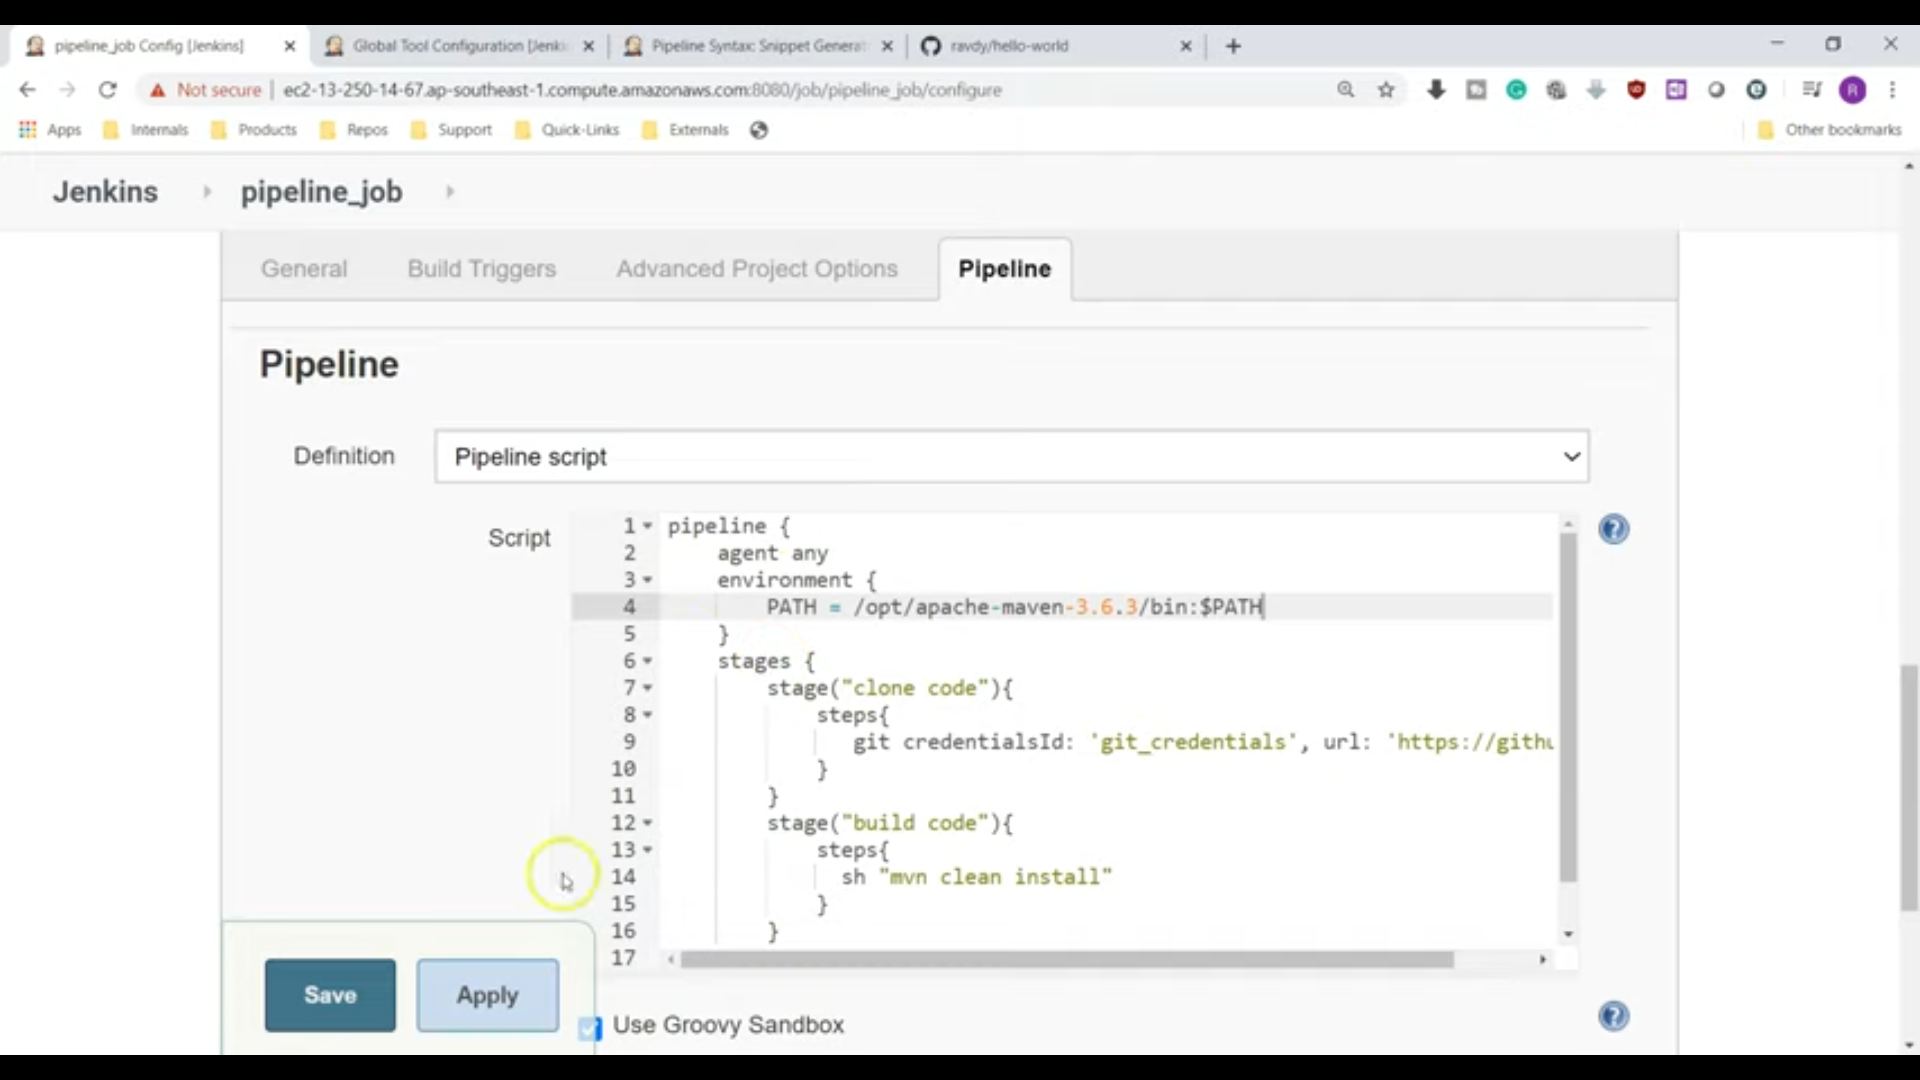 pipeline_job Config [Jenkins]
Global Tool Configuration [Jenki
Pipeline Syntax: Snippet Generat
ravdy/hello-world
Not secure | ec2-13-250-14-67.ap-southeast-1.compute.amazonaws.com:8080/job/pipeline_job/configure
Apps Internals Products Repos Support Quick-Links Externals Other bookmarks
Jenkins pipeline_job
General Build Triggers Advanced Project Options Pipeline
Pipeline
Definition Pipeline script
Script
1 pipeline {
2 agent any
3 environment {
4 PATH = /opt/apache-maven-3.6.3/bin:$PATH
5 }
6 stages {
7 stage("clone code"){
8 steps{
9 git credentialsId: 'git_credentials', url: 'https://githu
10 }
11 }
12 stage("build code"){
13 steps{
14 sh "mvn clean install"
15 }
16 }
17
Save Apply
Use Groovy Sandbox